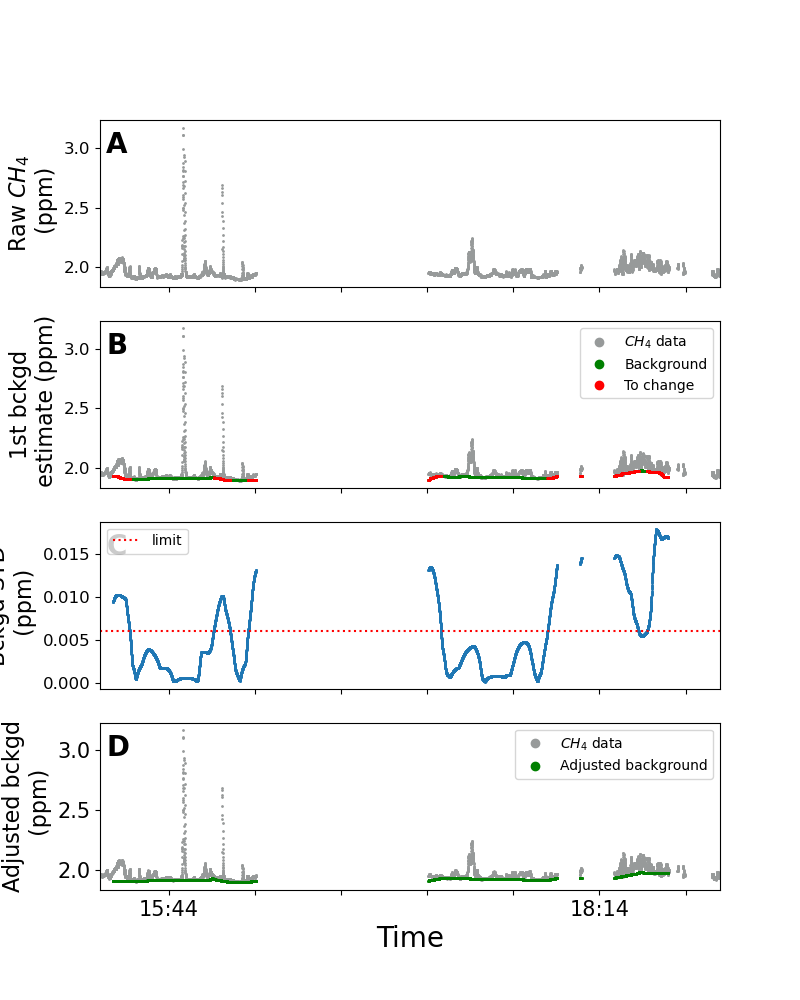 A
Raw CH4
(ppm)
3.0
2.5
2.0
B
1st bckgd
estimate (ppm)
3.0
2.5
2.0
CH4 data
Background
To change
C
limit
Bckgd STD
(ppm)
0.015
0.010
0.005
0.000
D
Adjusted bckgd
(ppm)
3.0
2.5
2.0
CH4 data
Adjusted background
15:44
18:14
Time